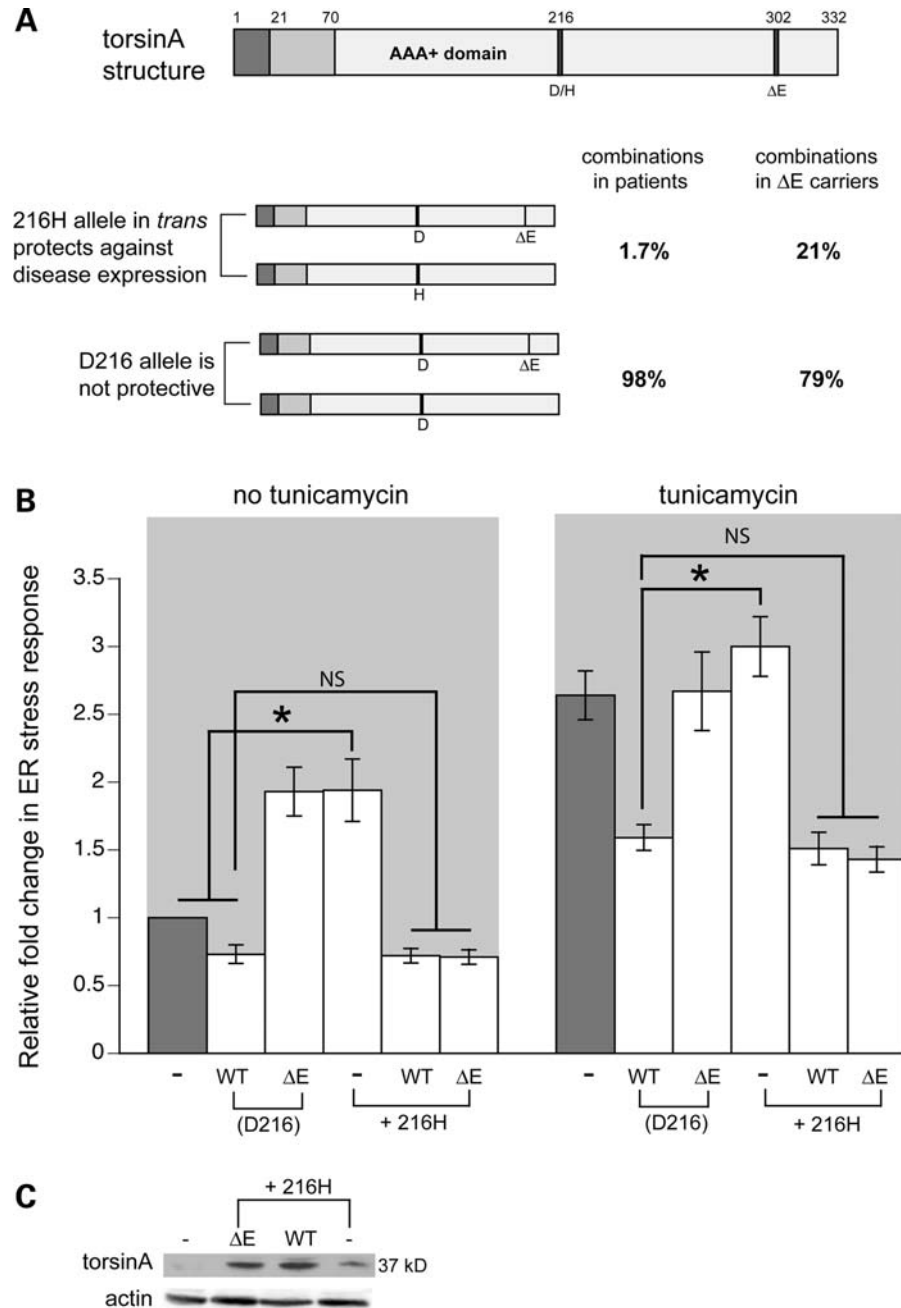 A
1 21 70 216 302 332
torsinA
structure
AAA+ domain
D/H ΔE
combinations
in patients
combinations
in ΔE carriers
216H allele in trans
protects against
disease expression
D ΔE
H
1.7% 21%
D216 allele is
not protective
D ΔE
D
98% 79%
B
no tunicamycin tunicamycin
Relative fold change in ER stress response
3.5
3
2.5
2
1.5
1
0.5
0
NS
*
NS
*
- WT ΔE - WT ΔE
(D216) + 216H
- WT ΔE - WT ΔE
(D216) + 216H
C
+ 216H
- ΔE WT -
torsinA 37 kD
actin